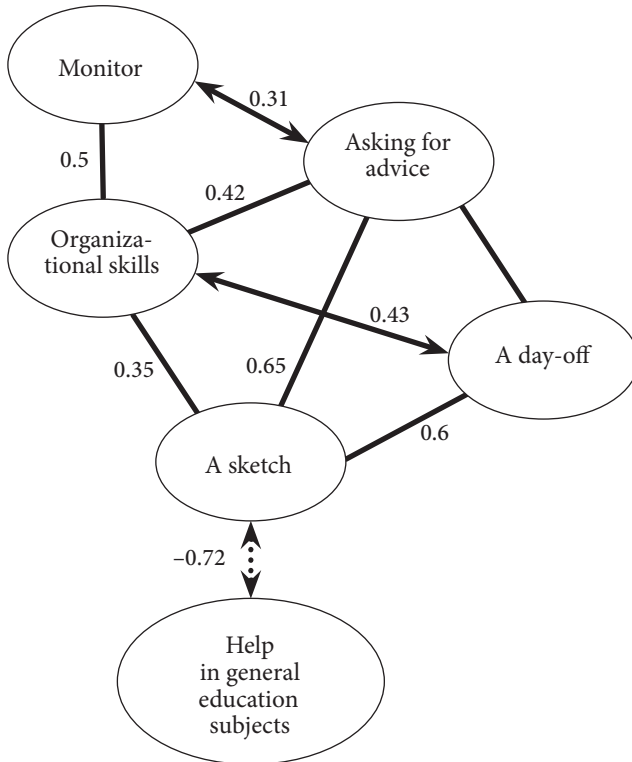 Monitor
0.31
Asking for
advice
0.5
0.42
Organiza-
tional skills
0.43
A day-off
0.35
0.65
0.6
A sketch
–0.72
Help
in general
education
subjects